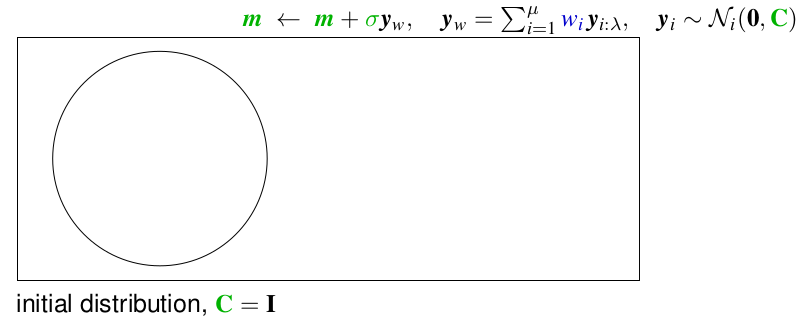 m ← m + σy_w, y_w = ∑_{i=1}^{μ} w_i y_{i:λ}, y_i ∼ 𝒩_i(0, C)
initial distribution, C = I